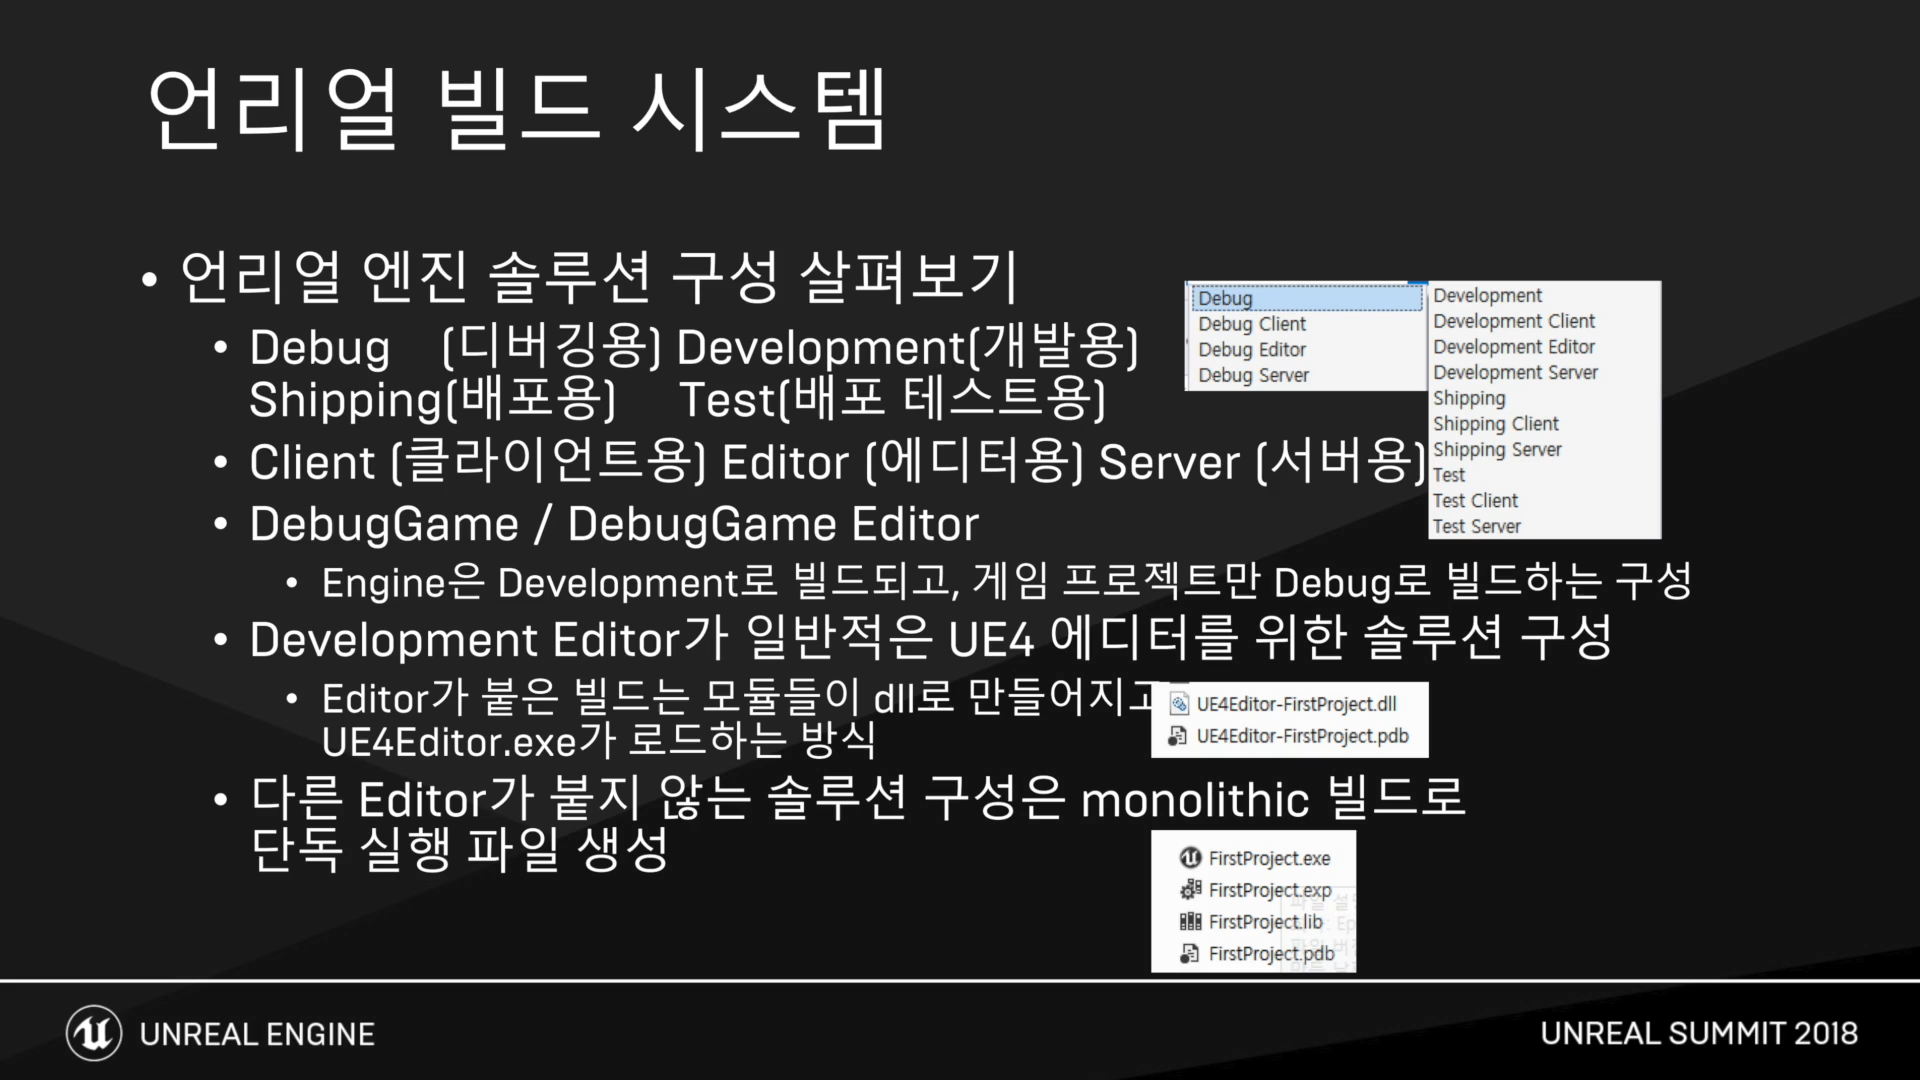 언리얼 빌드 시스템
• 언리얼 엔진 솔루션 구성 살펴보기
• Debug (디버깅용) Development(개발용)
Shipping(배포용) Test(배포 테스트용)
• Client (클라이언트용) Editor (에디터용) Server (서버용)
• DebugGame / DebugGame Editor
• Engine은 Development로 빌드되고, 게임 프로젝트만 Debug로 빌드하는 구성
• Development Editor가 일반적은 UE4 에디터를 위한 솔루션 구성
• Editor가 붙은 빌드는 모듈들이 dll로 만들어지고
UE4Editor.exe가 로드하는 방식
• 다른 Editor가 붙지 않는 솔루션 구성은 monolithic 빌드로
단독 실행 파일 생성
Debug
Debug Client
Debug Editor
Debug Server
Development
Development Client
Development Editor
Development Server
Shipping
Shipping Client
Shipping Server
Test
Test Client
Test Server
UE4Editor-FirstProject.dll
UE4Editor-FirstProject.pdb
FirstProject.exe
FirstProject.exp
FirstProject.lib
FirstProject.pdb
UNREAL ENGINE
UNREAL SUMMIT 2018